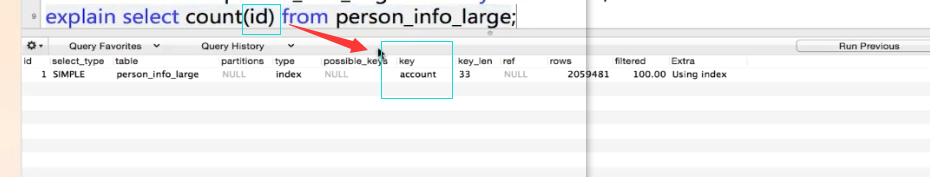 9 explain select count(id) from person_info_large;
Query Favorites Query History Run Previous
id select_type table partitions type possible_keys key key_len ref rows filtered Extra
1 SIMPLE person_info_large NULL index NULL account 33 NULL 2059481 100.00 Using index